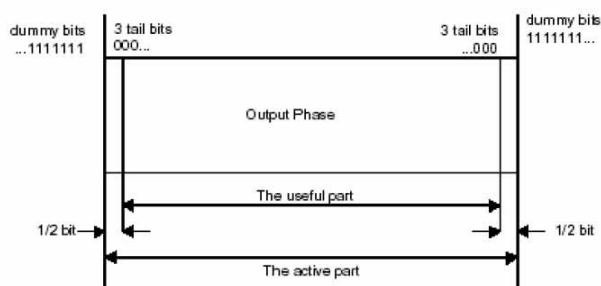 dummy bits
...1111111
3 tail bits
000...
3 tail bits
...000
dummy bits
1111111...
Output Phase
The useful part
1/2 bit
1/2 bit
The active part